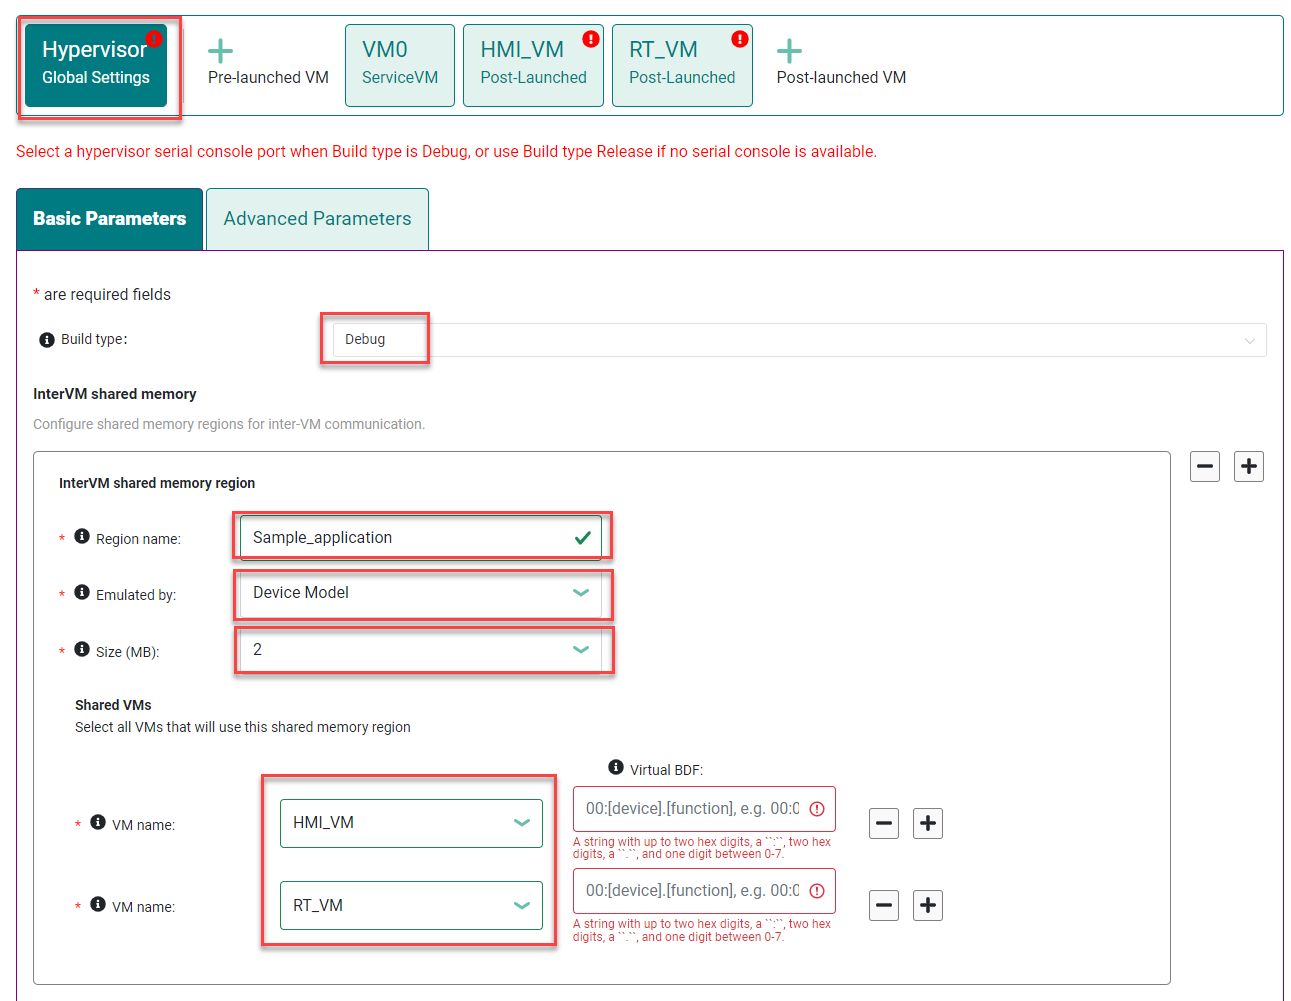 Hypervisor
Global Settings
Pre-launched VM
VM0
ServiceVM
HMI_VM
Post-Launched
RT_VM
Post-Launched
Post-launched VM
Select a hypervisor serial console port when Build type is Debug, or use Build type Release if no serial console is available.
Basic Parameters
Advanced Parameters
* are required fields
Build type:
Debug
InterVM shared memory
Configure shared memory regions for inter-VM communication.
InterVM shared memory region
* Region name:
Sample_application
* Emulated by:
Device Model
* Size (MB):
2
Shared VMs
Select all VMs that will use this shared memory region
Virtual BDF:
* VM name:
HMI_VM
00:[device].[function], e.g. 00:0
A string with up to two hex digits, a ``:``, two hex
digits, a ``.``, and one digit between 0-7.
* VM name:
RT_VM
00:[device].[function], e.g. 00:0
A string with up to two hex digits, a ``:``, two hex
digits, a ``.``, and one digit between 0-7.